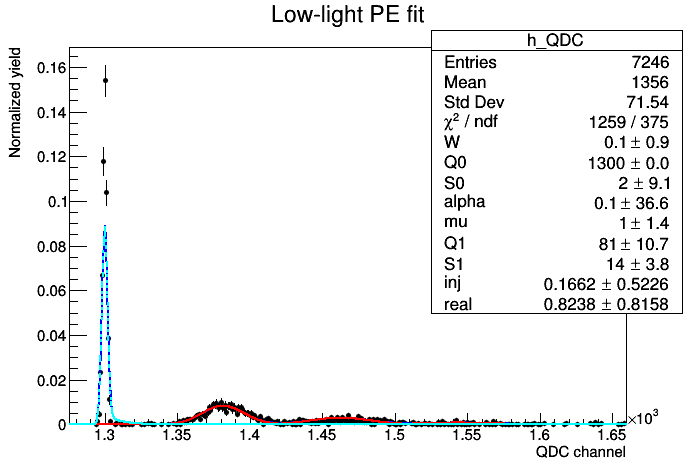 Low-light PE fit
h_QDC
Entries 7246
Mean 1356
Std Dev 71.54
χ² / ndf 1259 / 375
W 0.1 ± 0.9
Q0 1300 ± 0.0
S0 2 ± 9.1
alpha 0.1 ± 36.6
mu 1 ± 1.4
Q1 81 ± 10.7
S1 14 ± 3.8
inj 0.1662 ± 0.5226
real 0.8238 ± 0.8158
Normalized yield
0.16
0.14
0.12
0.1
0.08
0.06
0.04
0.02
0
1.3 1.35 1.4 1.45 1.5 1.55 1.6 1.65
×10³
QDC channel